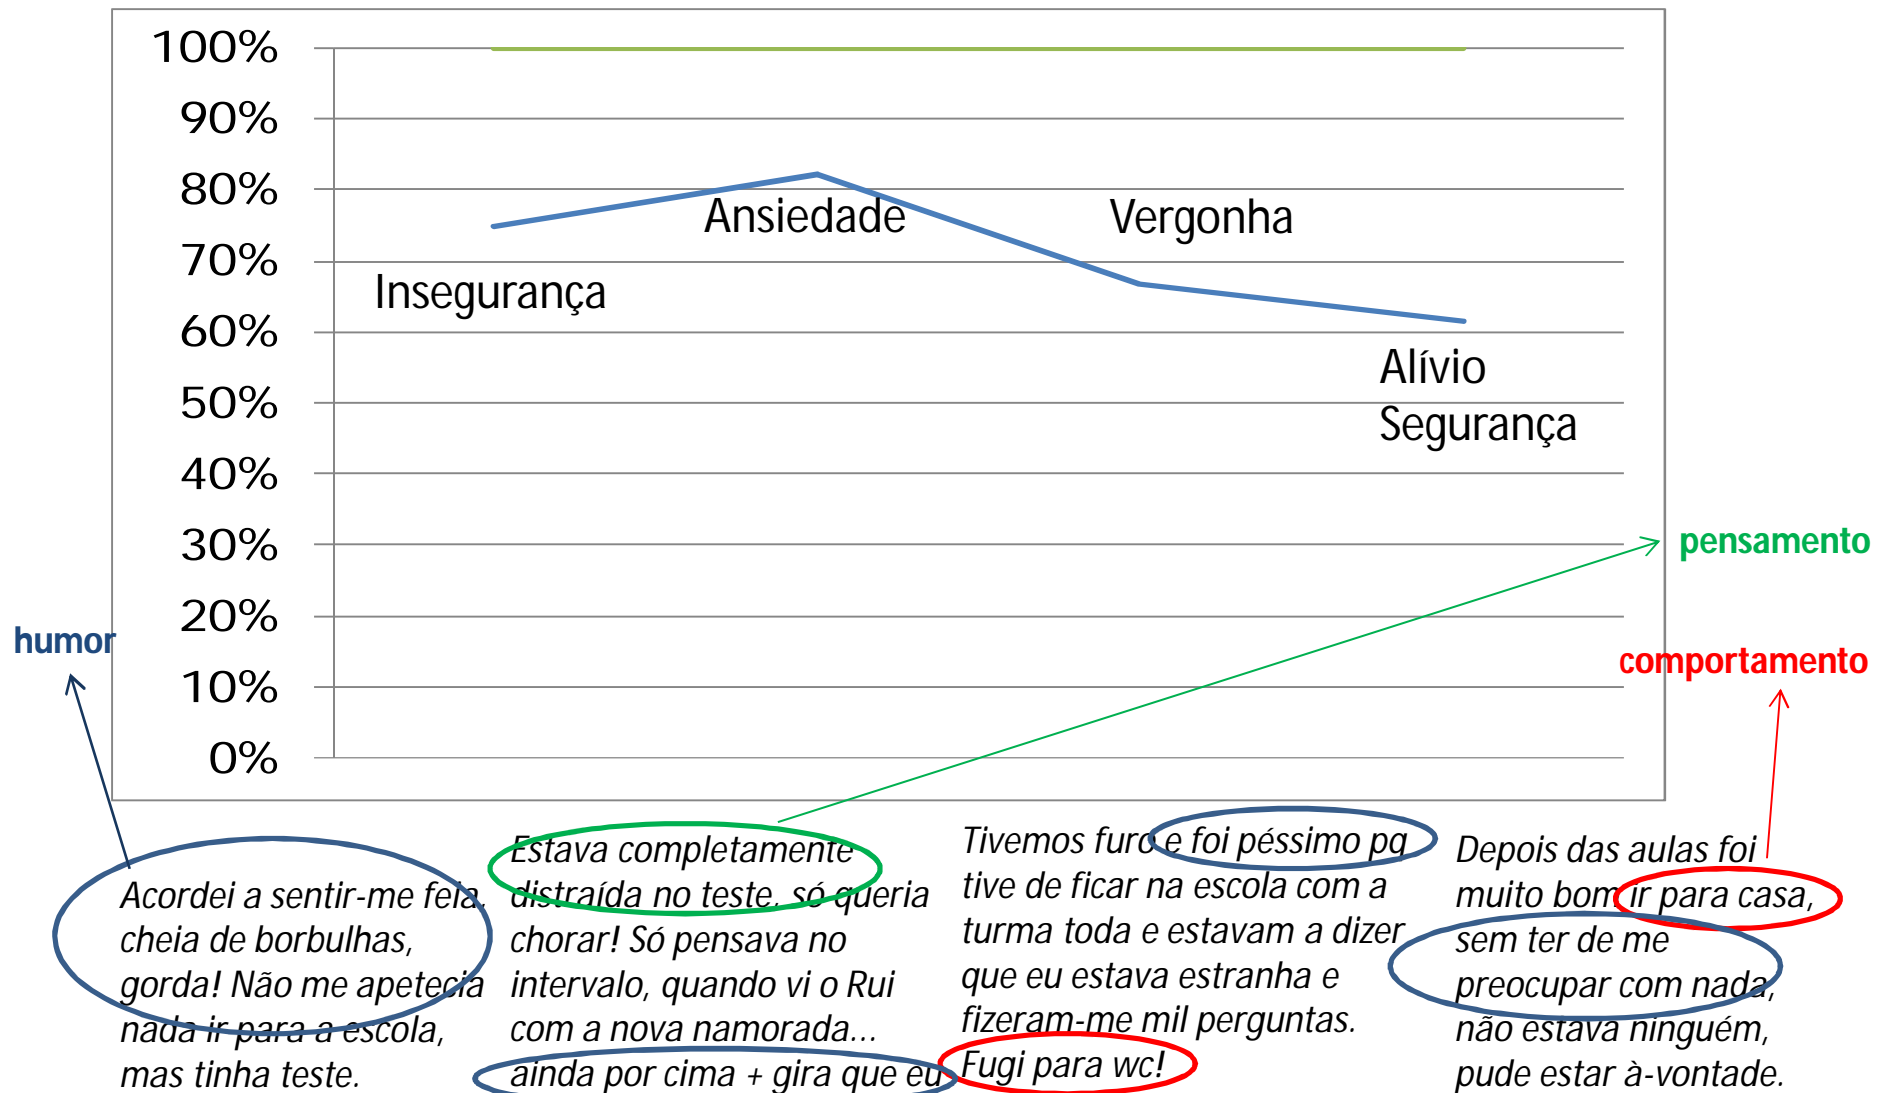 100%
90%
80%
70%
60%
50%
40%
30%
20%
10%
0%
Insegurança
Ansiedade
Vergonha
Alívio
Segurança
pensamento
humor
comportamento
Acordei a sentir-me feia,
cheia de borbulhas,
gorda! Não me apetecia
nada ir para a escola,
mas tinha teste.
Estava completamente
distraída no teste, só queria
chorar! Só pensava no
intervalo, quando vi o Rui
com a nova namorada...
ainda por cima + gira que eu
Tivemos furo e foi péssimo pq
tive de ficar na escola com a
turma toda e estavam a dizer
que eu estava estranha e
fizeram-me mil perguntas.
Fugi para wc!
Depois das aulas foi
muito bom ir para casa,
sem ter de me
preocupar com nada,
não estava ninguém,
pude estar à-vontade.